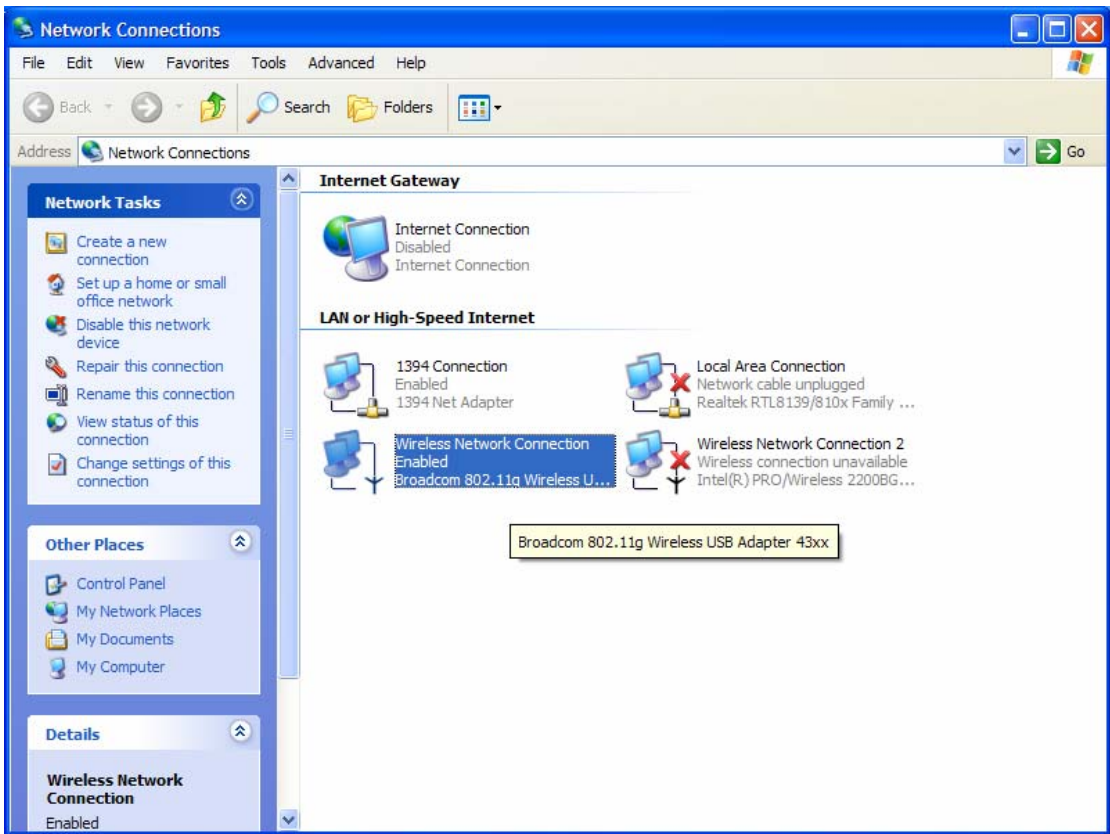 Network Connections
File Edit View Favorites Tools Advanced Help
Back Search Folders
Address Network Connections Go
Network Tasks
Create a new
connection
Set up a home or small
office network
Disable this network
device
Repair this connection
Rename this connection
View status of this
connection
Change settings of this
connection
Other Places
Control Panel
My Network Places
My Documents
My Computer
Details
Wireless Network
Connection
Enabled
Internet Gateway
Internet Connection
Disabled
Internet Connection
LAN or High-Speed Internet
1394 Connection
Enabled
1394 Net Adapter
Local Area Connection
Network cable unplugged
Realtek RTL8139/810x Family ...
Wireless Network Connection
Enabled
Broadcom 802.11g Wireless U...
Wireless Network Connection 2
Wireless connection unavailable
Intel(R) PRO/Wireless 2200BG...
Broadcom 802.11g Wireless USB Adapter 43xx